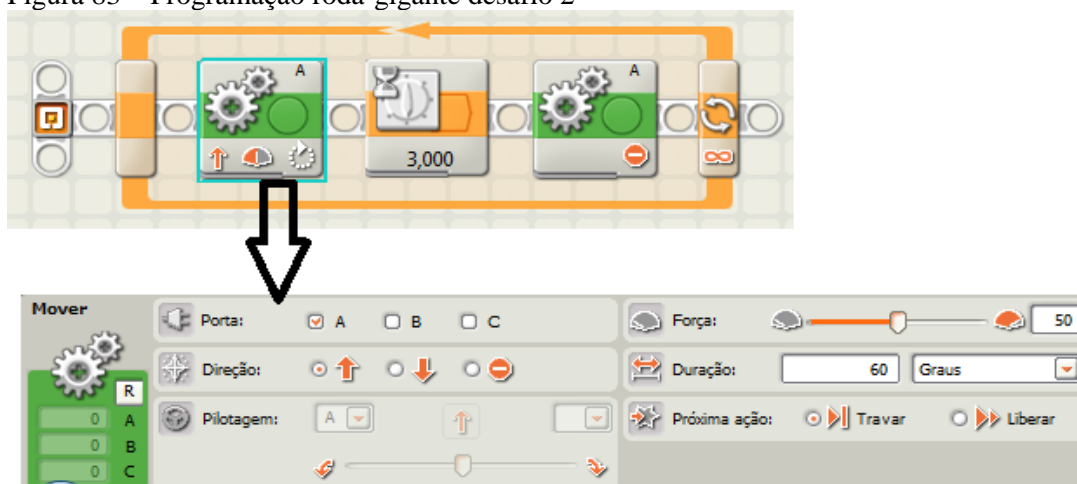 Figura 83 – Programação roda-gigante desafio 2
A
A
3,000
Mover
Porta: A B C
Força: 50
Direção:
Duração: 60 Graus
R
0 A
Pilotagem: A
Próxima ação: Travar Liberar
0 B
0 C